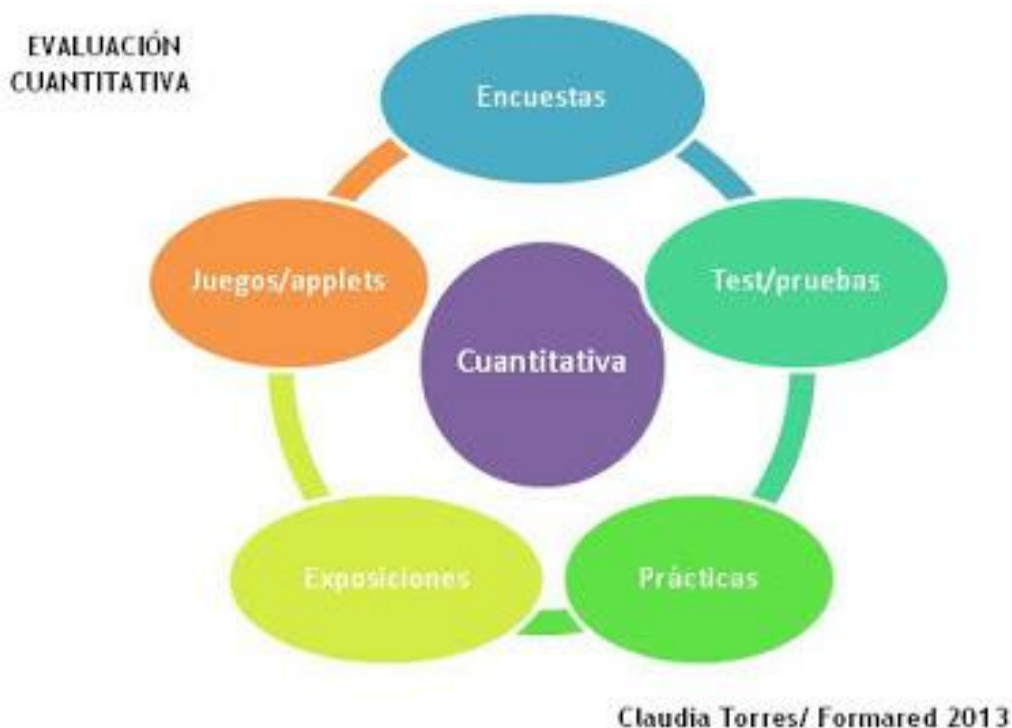 EVALUACIÓN
CUANTITATIVA
Encuestas
Juegos/applets
Test/pruebas
Cuantitativa
Exposiciones
Prácticas
Claudia Torres/ Formared 2013